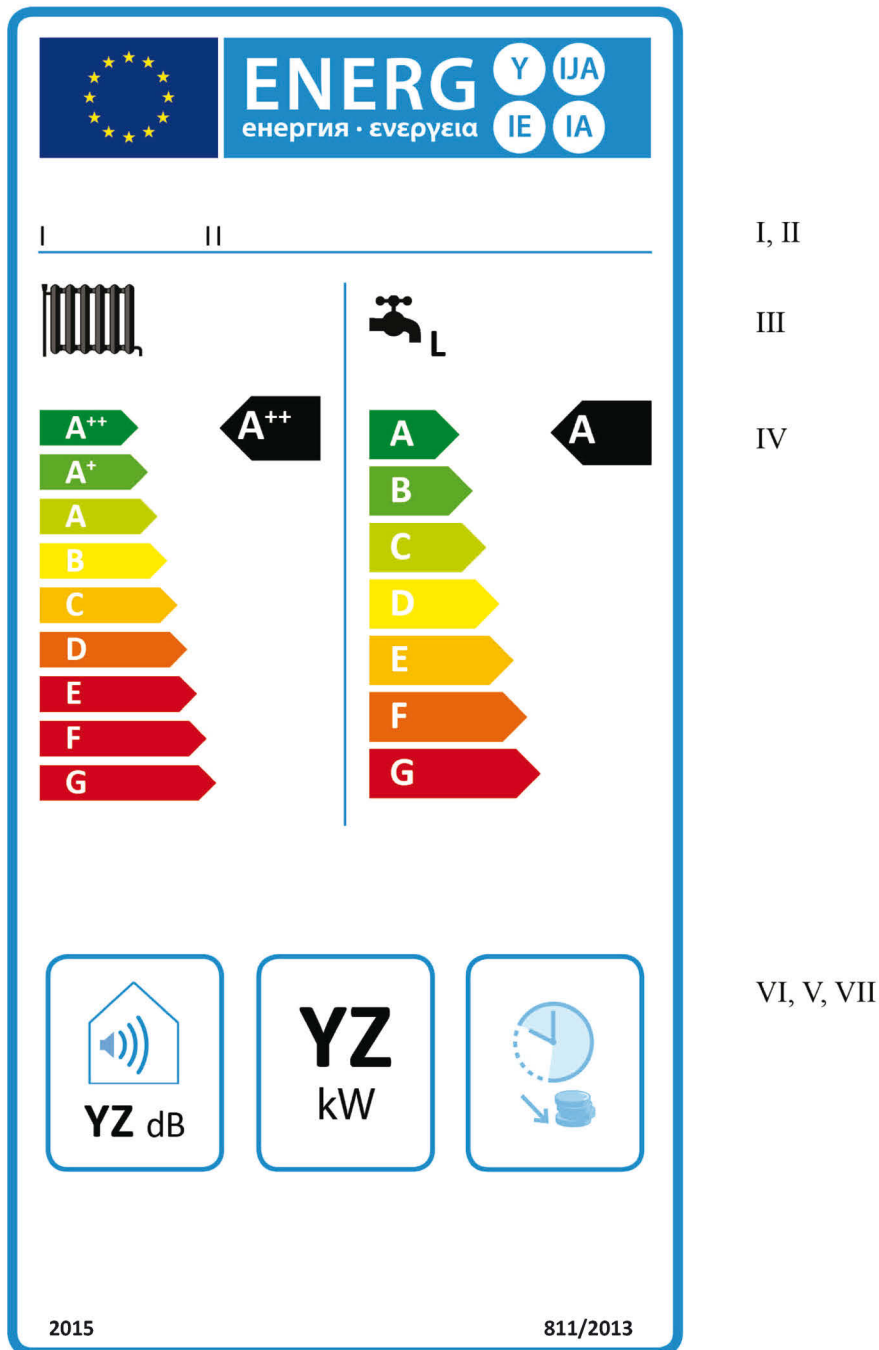 ENERG Y IJA
енергия · ενεργεια IE IA
I II
I, II
III
L
A++ A++ A A
IV
A+
B
A
C
B
D
C
E
D
F
E
G
F
G
VI, V, VII
YZ dB
YZ
kW
2015 811/2013